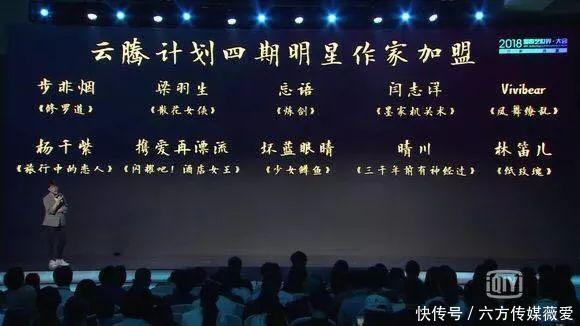 云腾计划四期明星作家加盟
2018
步非烟 梁羽生 忘语 闫志洋 Vivibear
《修罗道》 《散花女侠》 《炼剑》 《墨家机关术》 《凤舞缭乱》
杨千紫 携爱再漂流 坏蓝眼睛 晴川 林笛儿
《旅行中的恋人》 《闪耀吧！酒店女王》 《少女鳟鱼》 《三千年前有神经过》 《纸玫瑰》
iQIYI
快传号／六方传媒薇爱